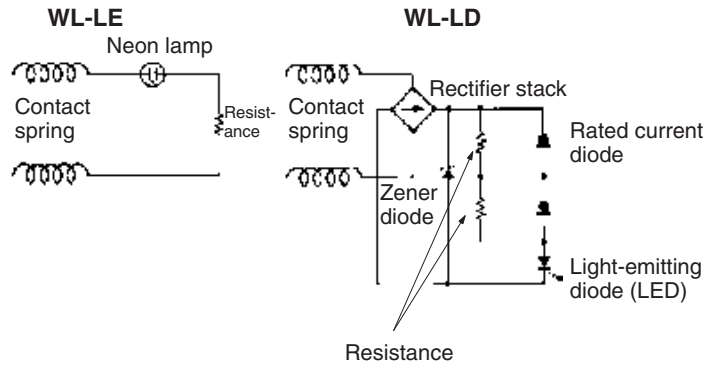 WL-LE
Neon lamp
Contact
spring
Resist-
ance
WL-LD
Rectifier stack
Contact
spring
Zener
diode
Rated current
diode
Light-emitting
diode (LED)
Resistance